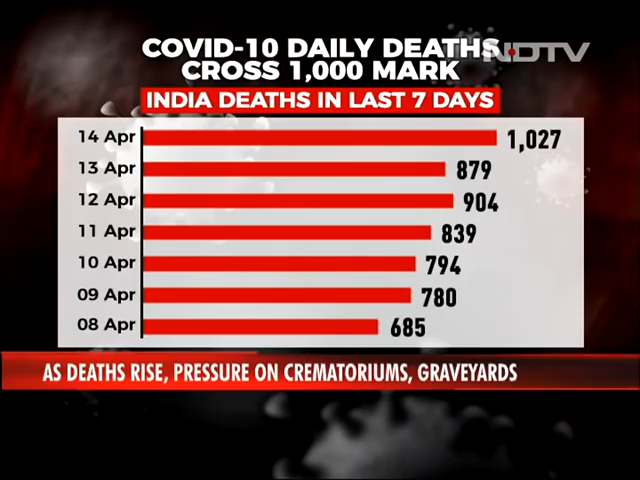 COVID-10 DAILY DEATHS
CROSS 1,000 MARK
NDTV
INDIA DEATHS IN LAST 7 DAYS
14 Apr 1,027
13 Apr 879
12 Apr 904
11 Apr 839
10 Apr 794
09 Apr 780
08 Apr 685
AS DEATHS RISE, PRESSURE ON CREMATORIUMS, GRAVEYARDS